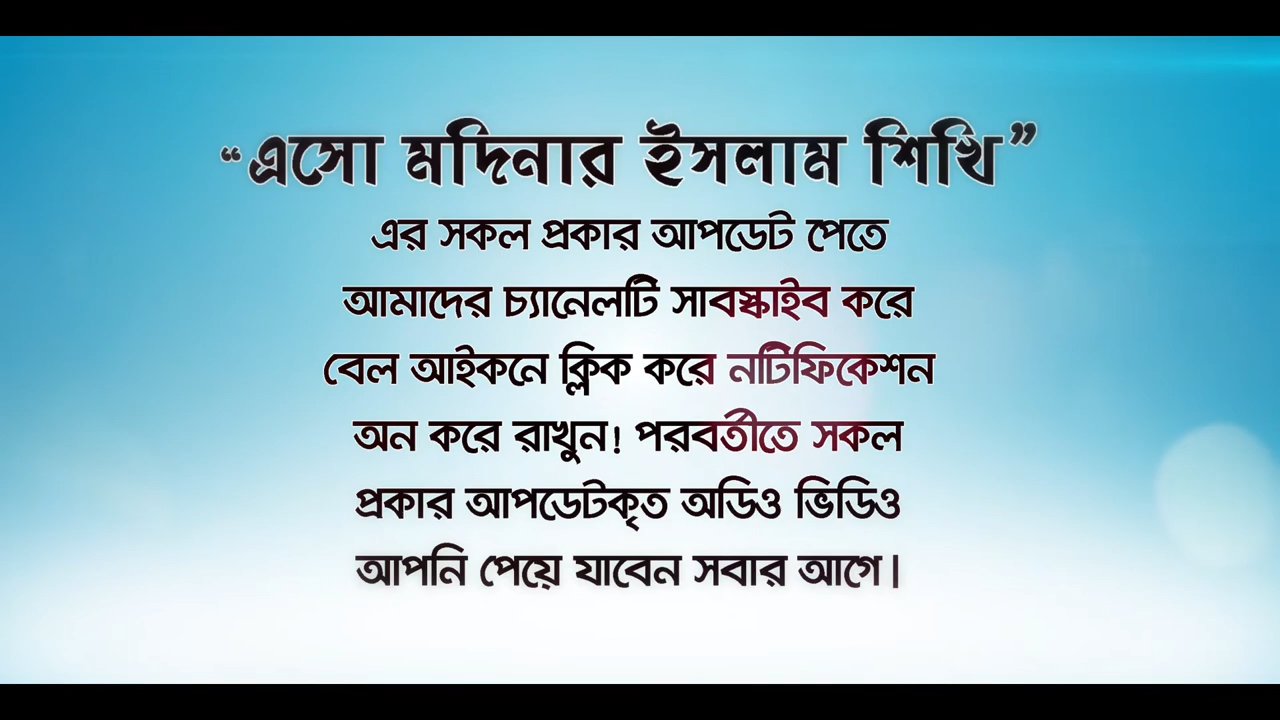 “এসো মদিনার ইসলাম শিখি”
এর সকল প্রকার আপডেট পেতে
আমাদের চ্যানেলটি সাবস্কাইব করে
বেল আইকনে ক্লিক করে নটিফিকেশন
অন করে রাখুন! পরবর্তীতে সকল
প্রকার আপডেটকৃত অডিও ভিডিও
আপনি পেয়ে যাবেন সবার আগে।